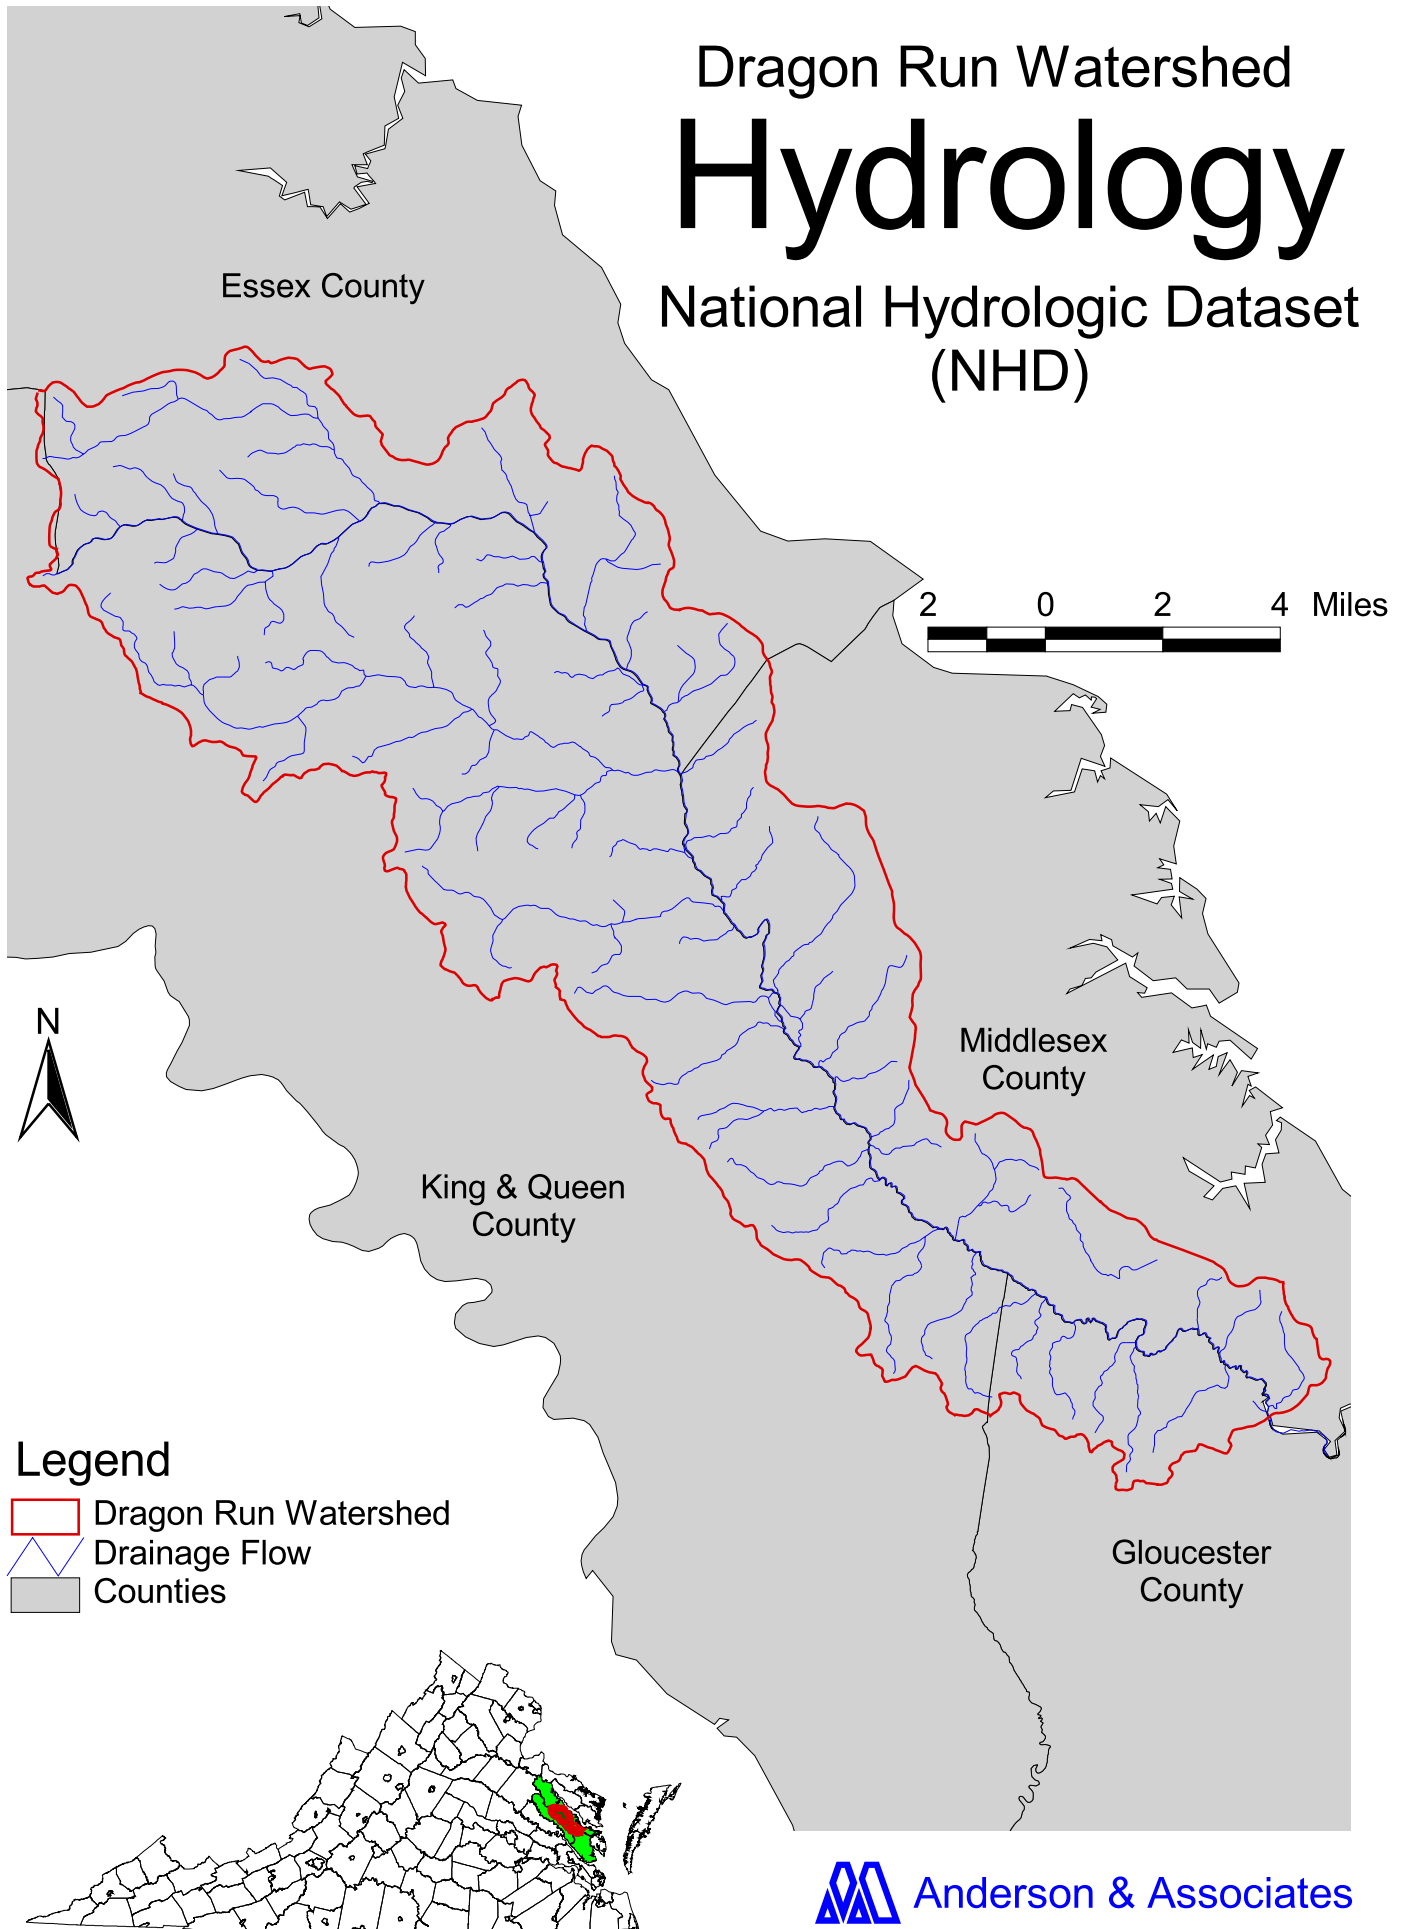 Dragon Run Watershed
Hydrology
National Hydrologic Dataset
(NHD)
Essex County
2 0 2 4 Miles
N
Middlesex
County
King & Queen
County
Legend
Dragon Run Watershed
Drainage Flow
Counties
Gloucester
County
Anderson & Associates